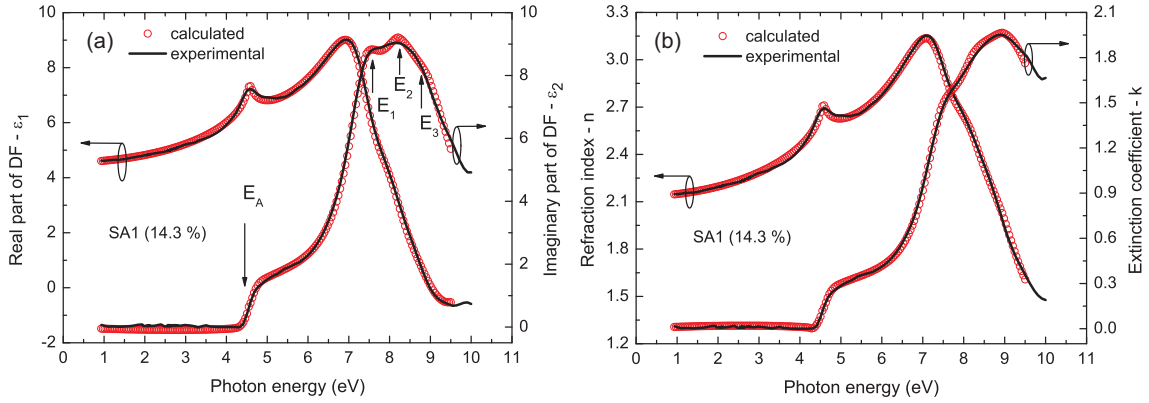 (a)
calculated
experimental
E1
E2
E3
EA
SA1 (14.3 %)
Real part of DF - ε1
10
8
6
4
2
0
-2
Imaginary part of DF - ε2
10
8
6
4
2
0
0 1 2 3 4 5 6 7 8 9 10 11
Photon energy (eV)
(b)
calculated
experimental
SA1 (14.3 %)
Refraction index - n
3.3
3.0
2.7
2.4
2.1
1.8
1.5
1.2
Extinction coefficient - k
2.1
1.8
1.5
1.2
0.9
0.6
0.3
0.0
0 1 2 3 4 5 6 7 8 9 10 11
Photon energy (eV)